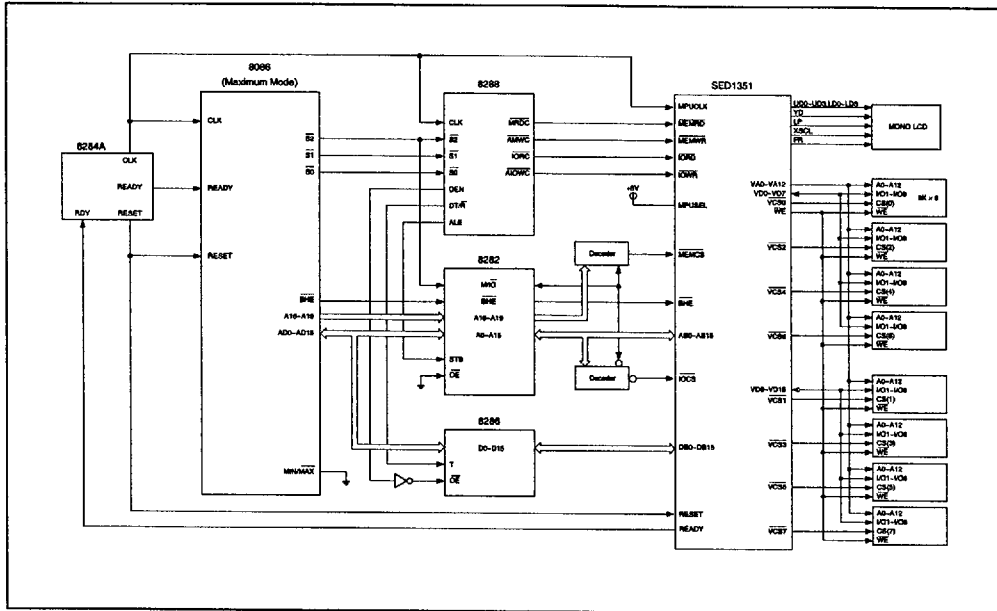 8086
(Maximum Mode)
CLK
READY
RESET
S2
S1
S0
BHE
A16-A19
AD0-AD15
MIN/MAX
8284A
CLK
READY
RDY
RESET
8288
CLK
S2
S1
S0
DEN
DT/R
ALE
MRDC
AMWC
IORC
AIOWC
8282
M/IO
BHE
A16-A19
A0-A15
STB
OE
8286
D0-D15
T
OE
Decoder
Decoder
+5V
SED1351
MPUCLK
MEMRD
MEMWR
IORD
IOWR
MPUSEL
MEMCS
BHE
AB0-AB15
IOCS
DB0-DB15
RESET
READY
UD0-UD3,LD0-LD3
YD
LP
XSCL
FR
MONO LCD
VA0-VA12
VD0-VD7
VCS0
WE
VCS2
VCS4
VCS6
VD8-VD15
VCS1
VCS3
VCS5
VCS7
A0-A12
I/O1-I/O8
CS(0)
WE
8K × 8
A0-A12
I/O1-I/O8
CS(2)
WE
A0-A12
I/O1-I/O8
CS(4)
WE
A0-A12
I/O1-I/O8
CS(6)
WE
A0-A12
I/O1-I/O8
CS(1)
WE
A0-A12
I/O1-I/O8
CS(3)
WE
A0-A12
I/O1-I/O8
CS(5)
WE
A0-A12
I/O1-I/O8
CS(7)
WE